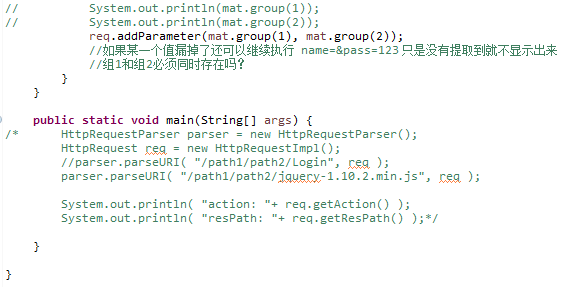 //          System.out.println(mat.group(1));
//          System.out.println(mat.group(2));
            req.addParameter(mat.group(1), mat.group(2));
            //如果某一个值漏掉了还可以继续执行  name=&pass=123 只是没有提取到就不显示出来
            //组1和组2必须同时存在吗?
        }
    }
    public static void main(String[] args) {
/*      HttpRequestParser parser = new HttpRequestParser();
        HttpRequest req = new HttpRequestImpl();
        //parser.parseURI( "/path1/path2/Login", req );
        parser.parseURI( "/path1/path2/jquery-1.10.2.min.js", req );
        System.out.println( "action: "+ req.getAction() );
        System.out.println( "resPath: "+ req.getResPath() );*/
    }
}